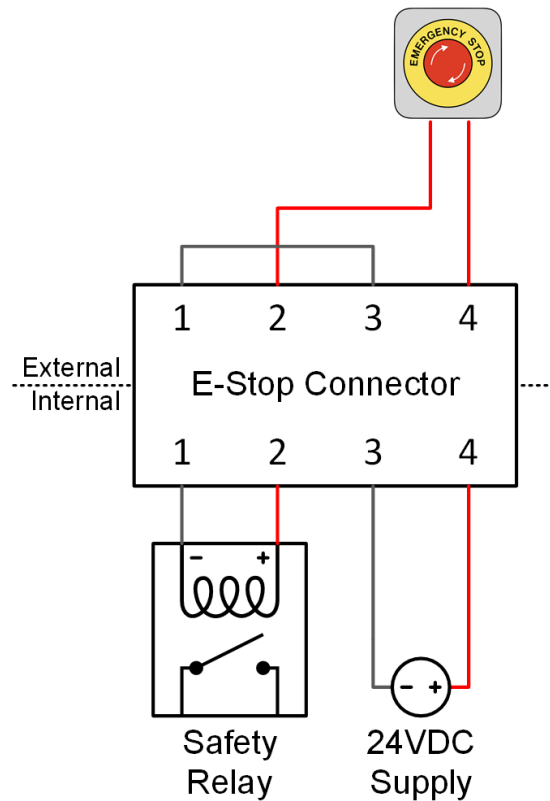 EMERGENCY STOP
1 2 3 4
External
E-Stop Connector
Internal
1 2 3 4
- +
- +
Safety
Relay
24VDC
Supply